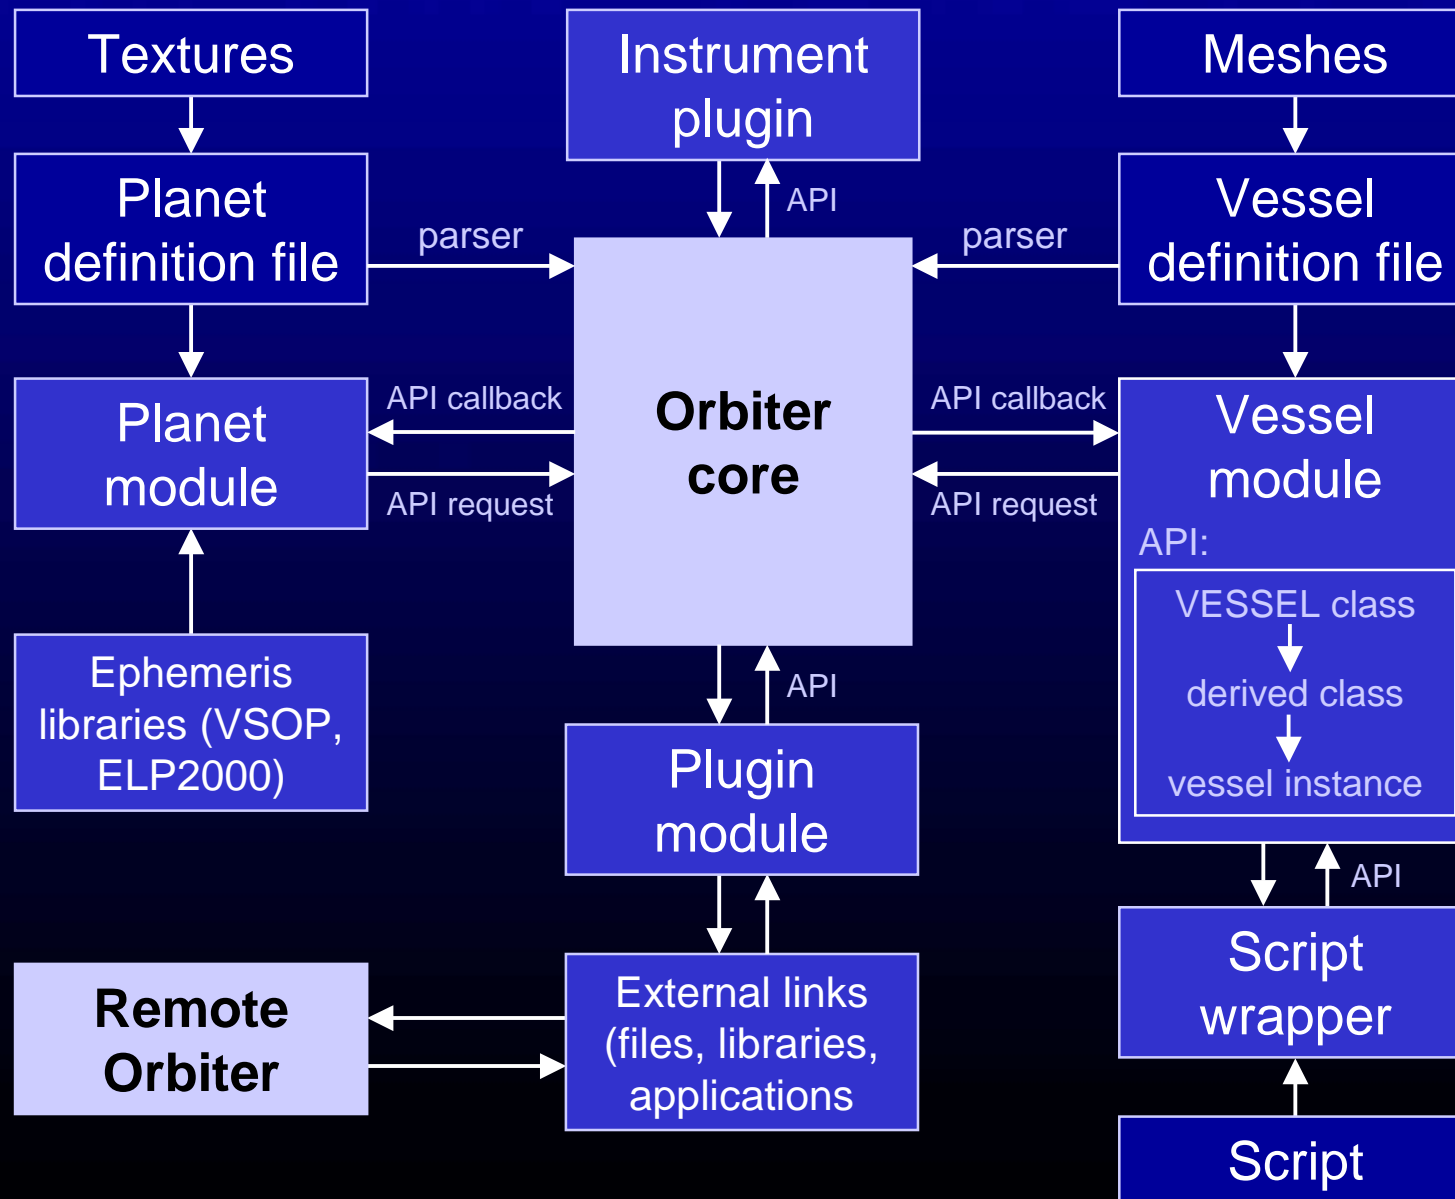 Textures
Instrument
plugin
Meshes
Planet
definition file
parser
API
parser
Vessel
definition file
Planet
module
API callback
API request
Orbiter
core
API callback
API request
Vessel
module
API:
VESSEL class
derived class
vessel instance
Ephemeris
libraries (VSOP,
ELP2000)
API
Plugin
module
API
Remote
Orbiter
External links
(files, libraries,
applications
Script
wrapper
Script